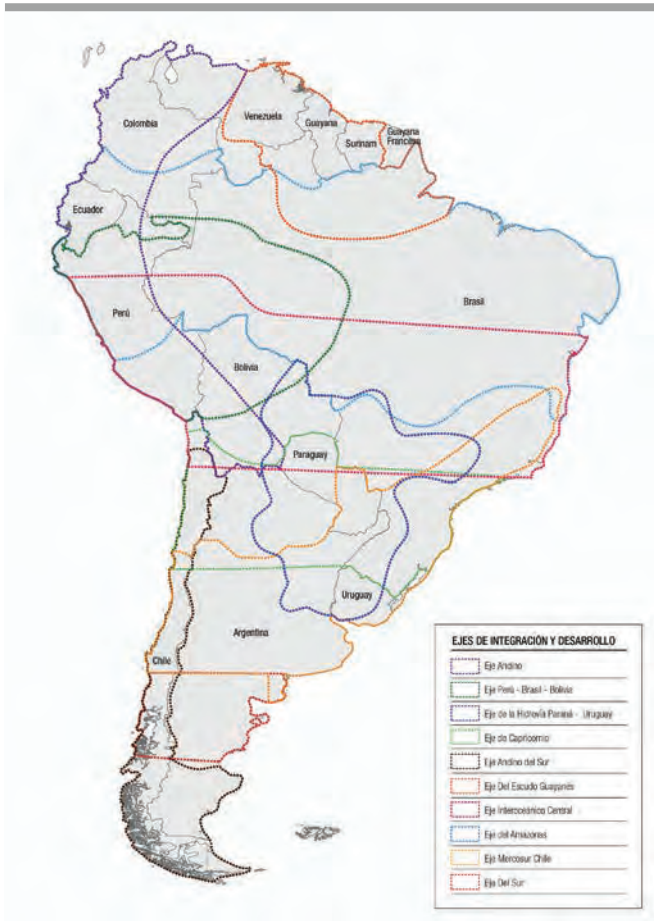 Colombia
Venezuela
Guayana
Surinam
Guayana
Francesa
Ecuador
Perú
Brasil
Bolivia
Paraguay
Uruguay
Argentina
Chile
EJES DE INTEGRACIÓN Y DESARROLLO
Eje Andino
Eje Perú - Brasil - Bolivia
Eje de la Hidrovía Paraná - Uruguay
Eje de Capricornio
Eje Andino del Sur
Eje Del Escudo Guayanés
Eje Interoceánico Central
Eje del Amazonas
Eje Mercosur Chile
Eje Del Sur